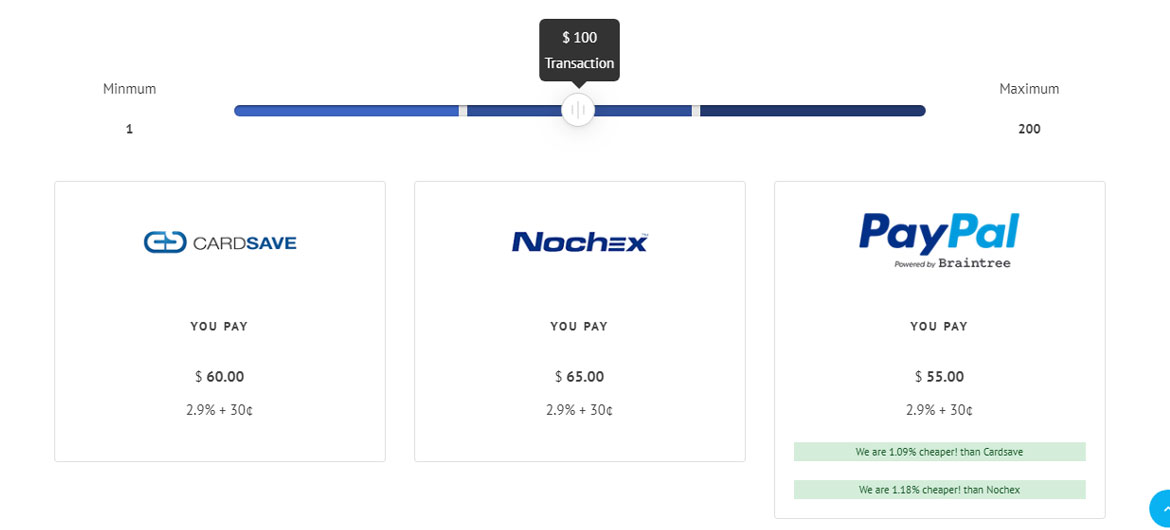 $ 100
Transaction
Minmum
Maximum
1
200
CARDSAVE
Nochex™
PayPal
Powered by Braintree
YOU PAY
YOU PAY
YOU PAY
$ 60.00
$ 65.00
$ 55.00
2.9% + 30¢
2.9% + 30¢
2.9% + 30¢
We are 1.09% cheaper! than Cardsave
We are 1.18% cheaper! than Nochex